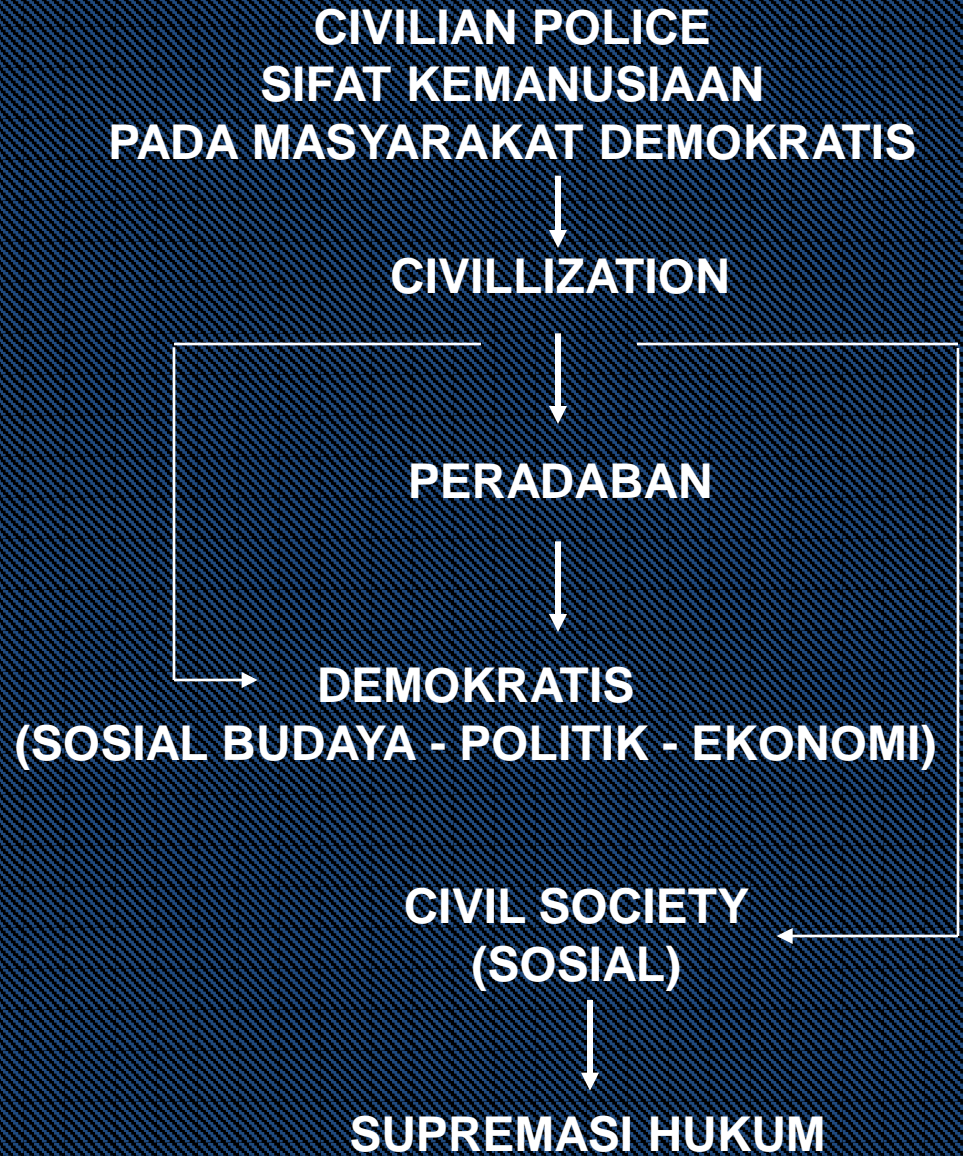 CIVILIAN POLICE
SIFAT KEMANUSIAAN
PADA MASYARAKAT DEMOKRATIS
CIVILLIZATION
PERADABAN
DEMOKRATIS
(SOSIAL BUDAYA - POLITIK - EKONOMI)
CIVIL SOCIETY
(SOSIAL)
SUPREMASI HUKUM